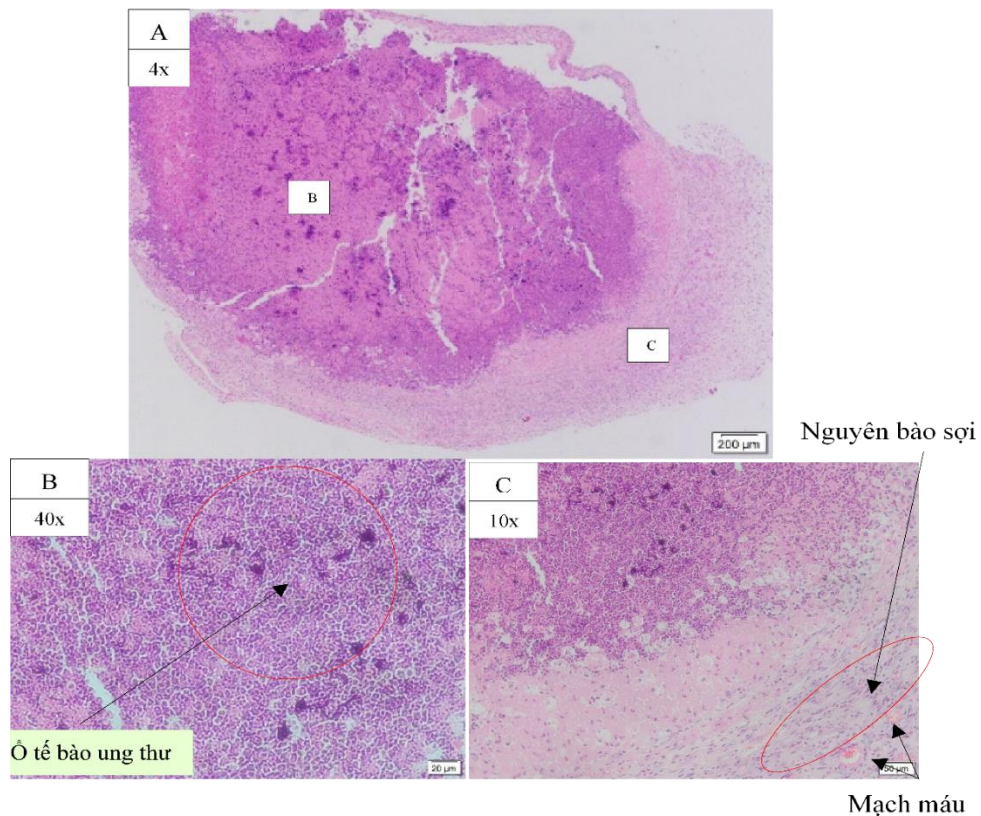 A
4x
B
C
200 µm
Nguyên bào sợi
B
40x
C
10x
Ổ tế bào ung thư
20 µm
50 µm
Mạch máu